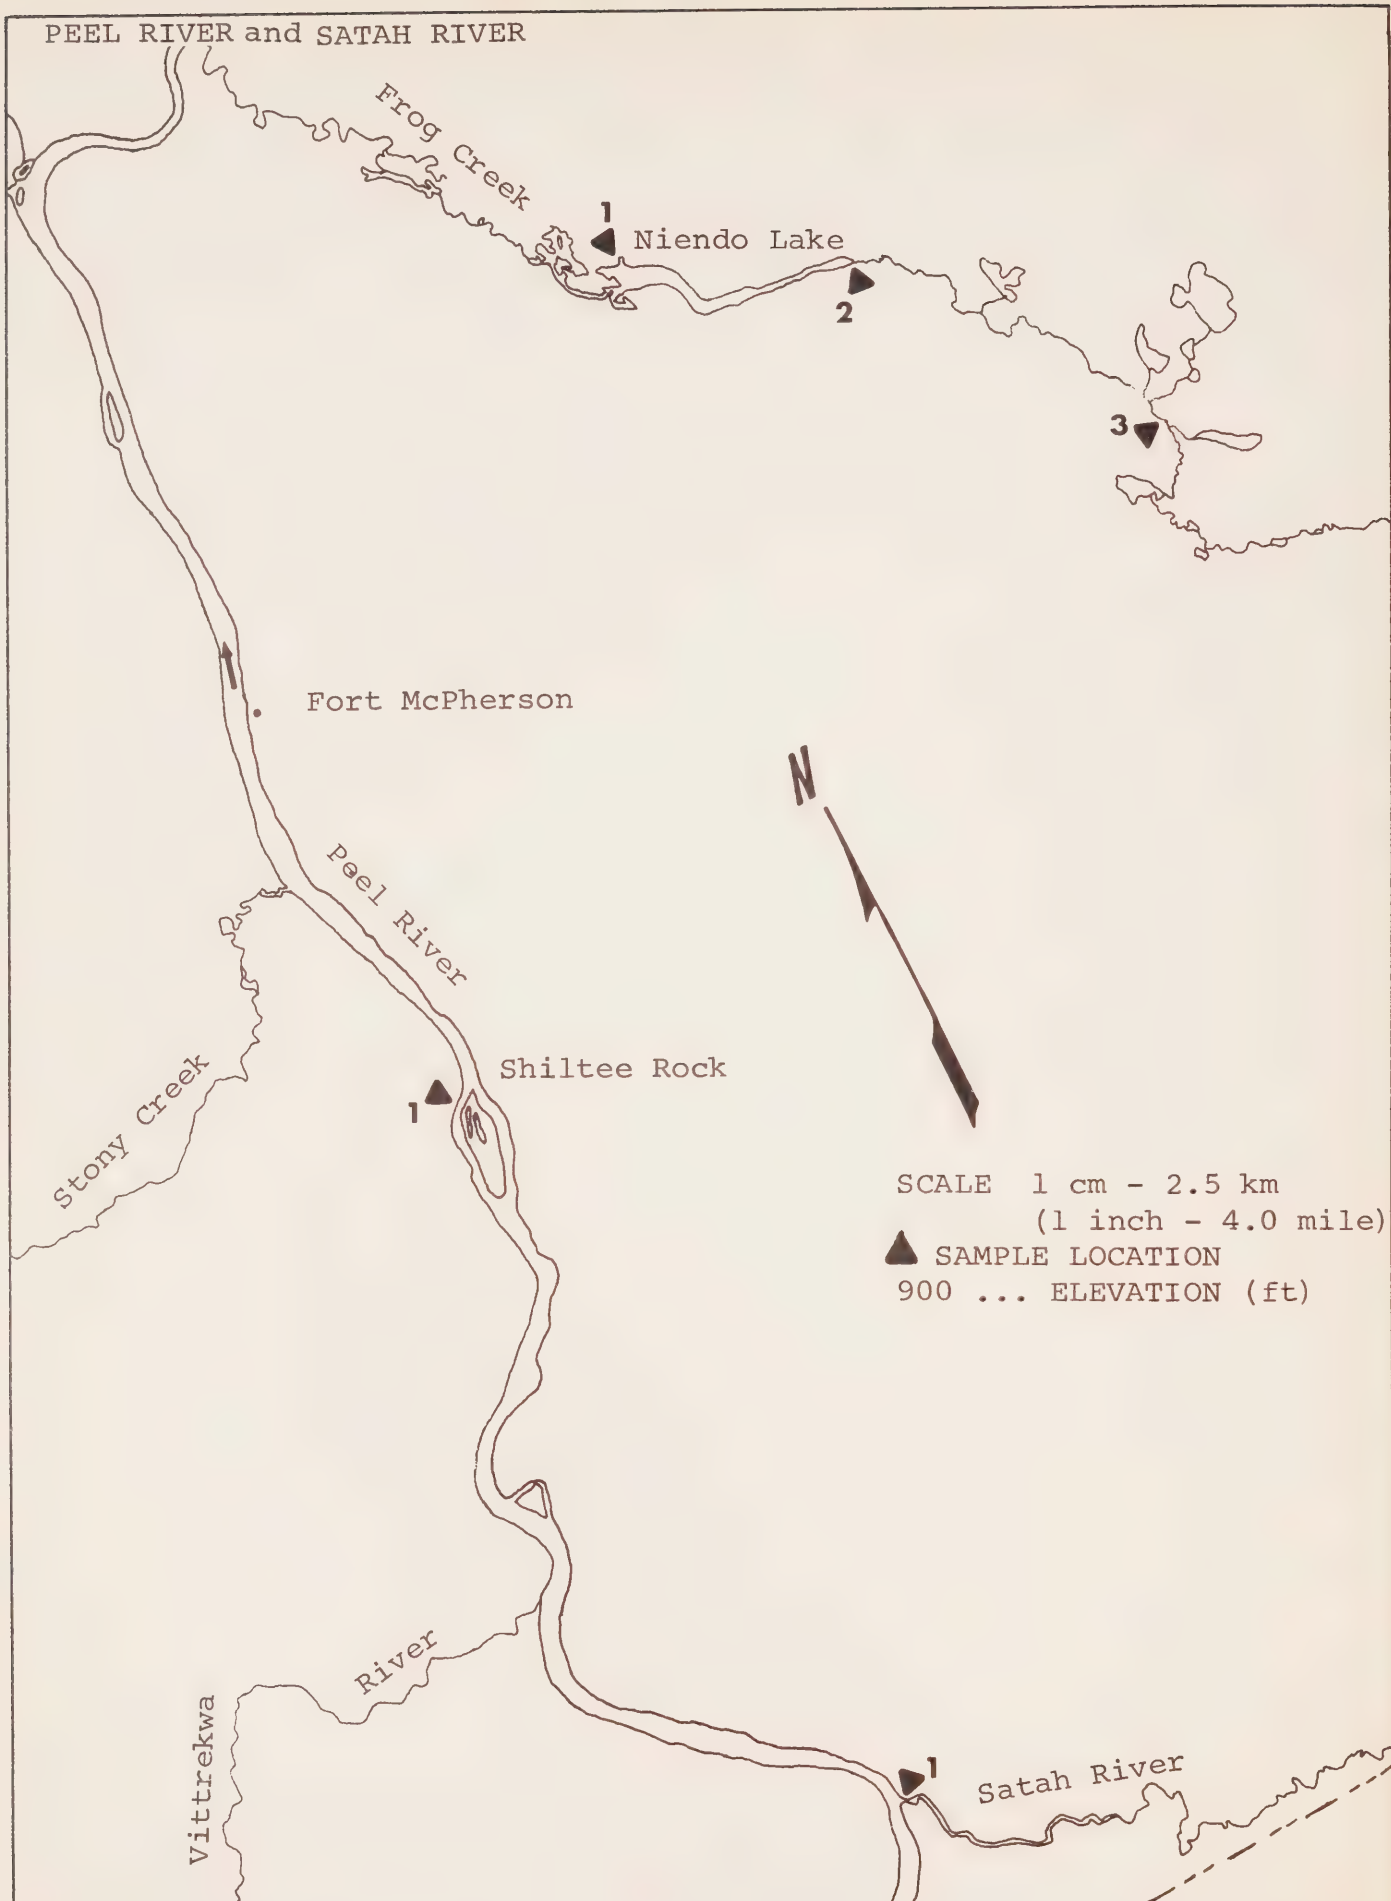 PEEL RIVER and SATAH RIVER
Frog Creek
1
Niendo Lake
2
3
Fort McPherson
N
Peel River
Shiltee Rock
1
Stony Creek
SCALE 1 cm - 2.5 km
(1 inch - 4.0 mile)
SAMPLE LOCATION
900 ... ELEVATION (ft)
River
Vittrekwa
1
Satah River